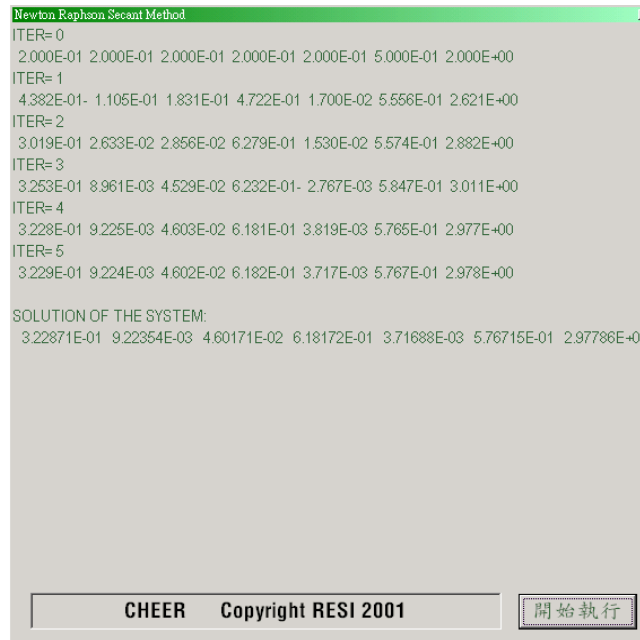 Newton Raphson Secant Method
ITER= 0
2.000E-01 2.000E-01 2.000E-01 2.000E-01 2.000E-01 5.000E-01 2.000E+00
ITER= 1
4.382E-01- 1.105E-01 1.831E-01 4.722E-01 1.700E-02 5.556E-01 2.621E+00
ITER= 2
3.019E-01 2.633E-02 2.856E-02 6.279E-01 1.530E-02 5.574E-01 2.882E+00
ITER= 3
3.253E-01 8.961E-03 4.529E-02 6.232E-01- 2.767E-03 5.847E-01 3.011E+00
ITER= 4
3.228E-01 9.225E-03 4.603E-02 6.181E-01 3.819E-03 5.765E-01 2.977E+00
ITER= 5
3.229E-01 9.224E-03 4.602E-02 6.182E-01 3.717E-03 5.767E-01 2.978E+00
SOLUTION OF THE SYSTEM:
3.22871E-01 9.22354E-03 4.60171E-02 6.18172E-01 3.71688E-03 5.76715E-01 2.97786E+0
CHEER Copyright RESI 2001
開始執行